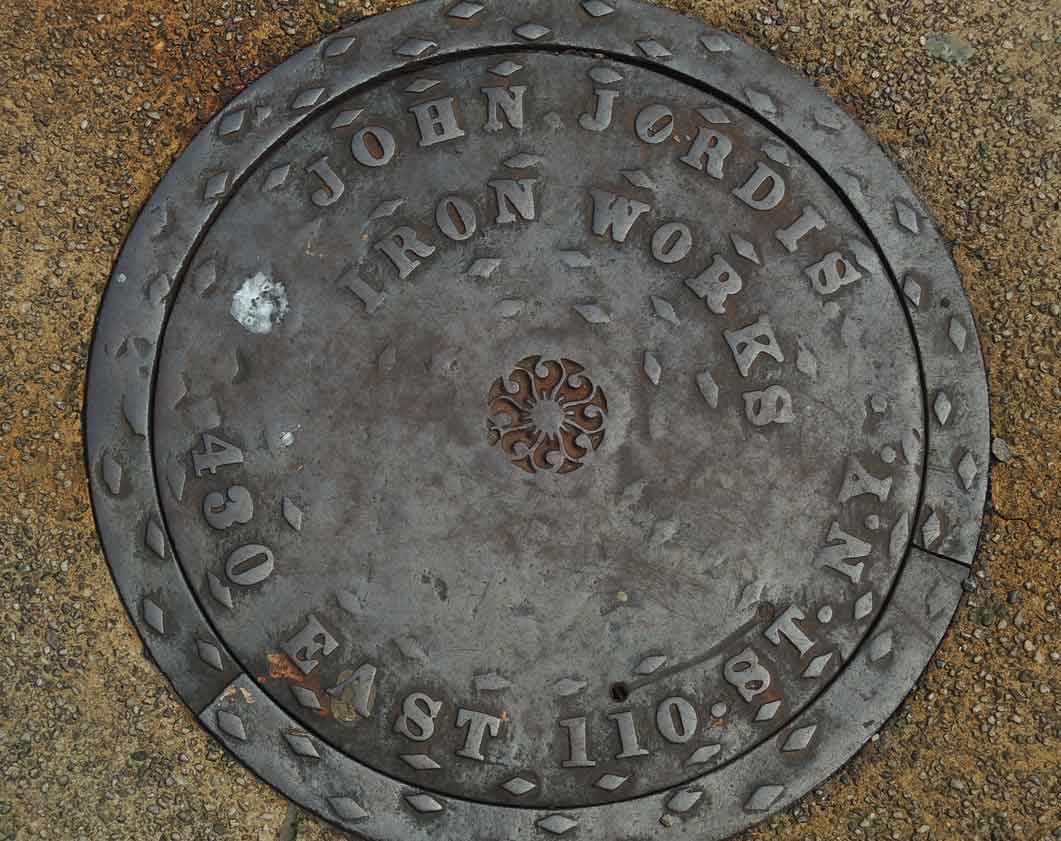 JOHN JORDIS
IRON WORKS
430 EAST 110 ST. N.Y.